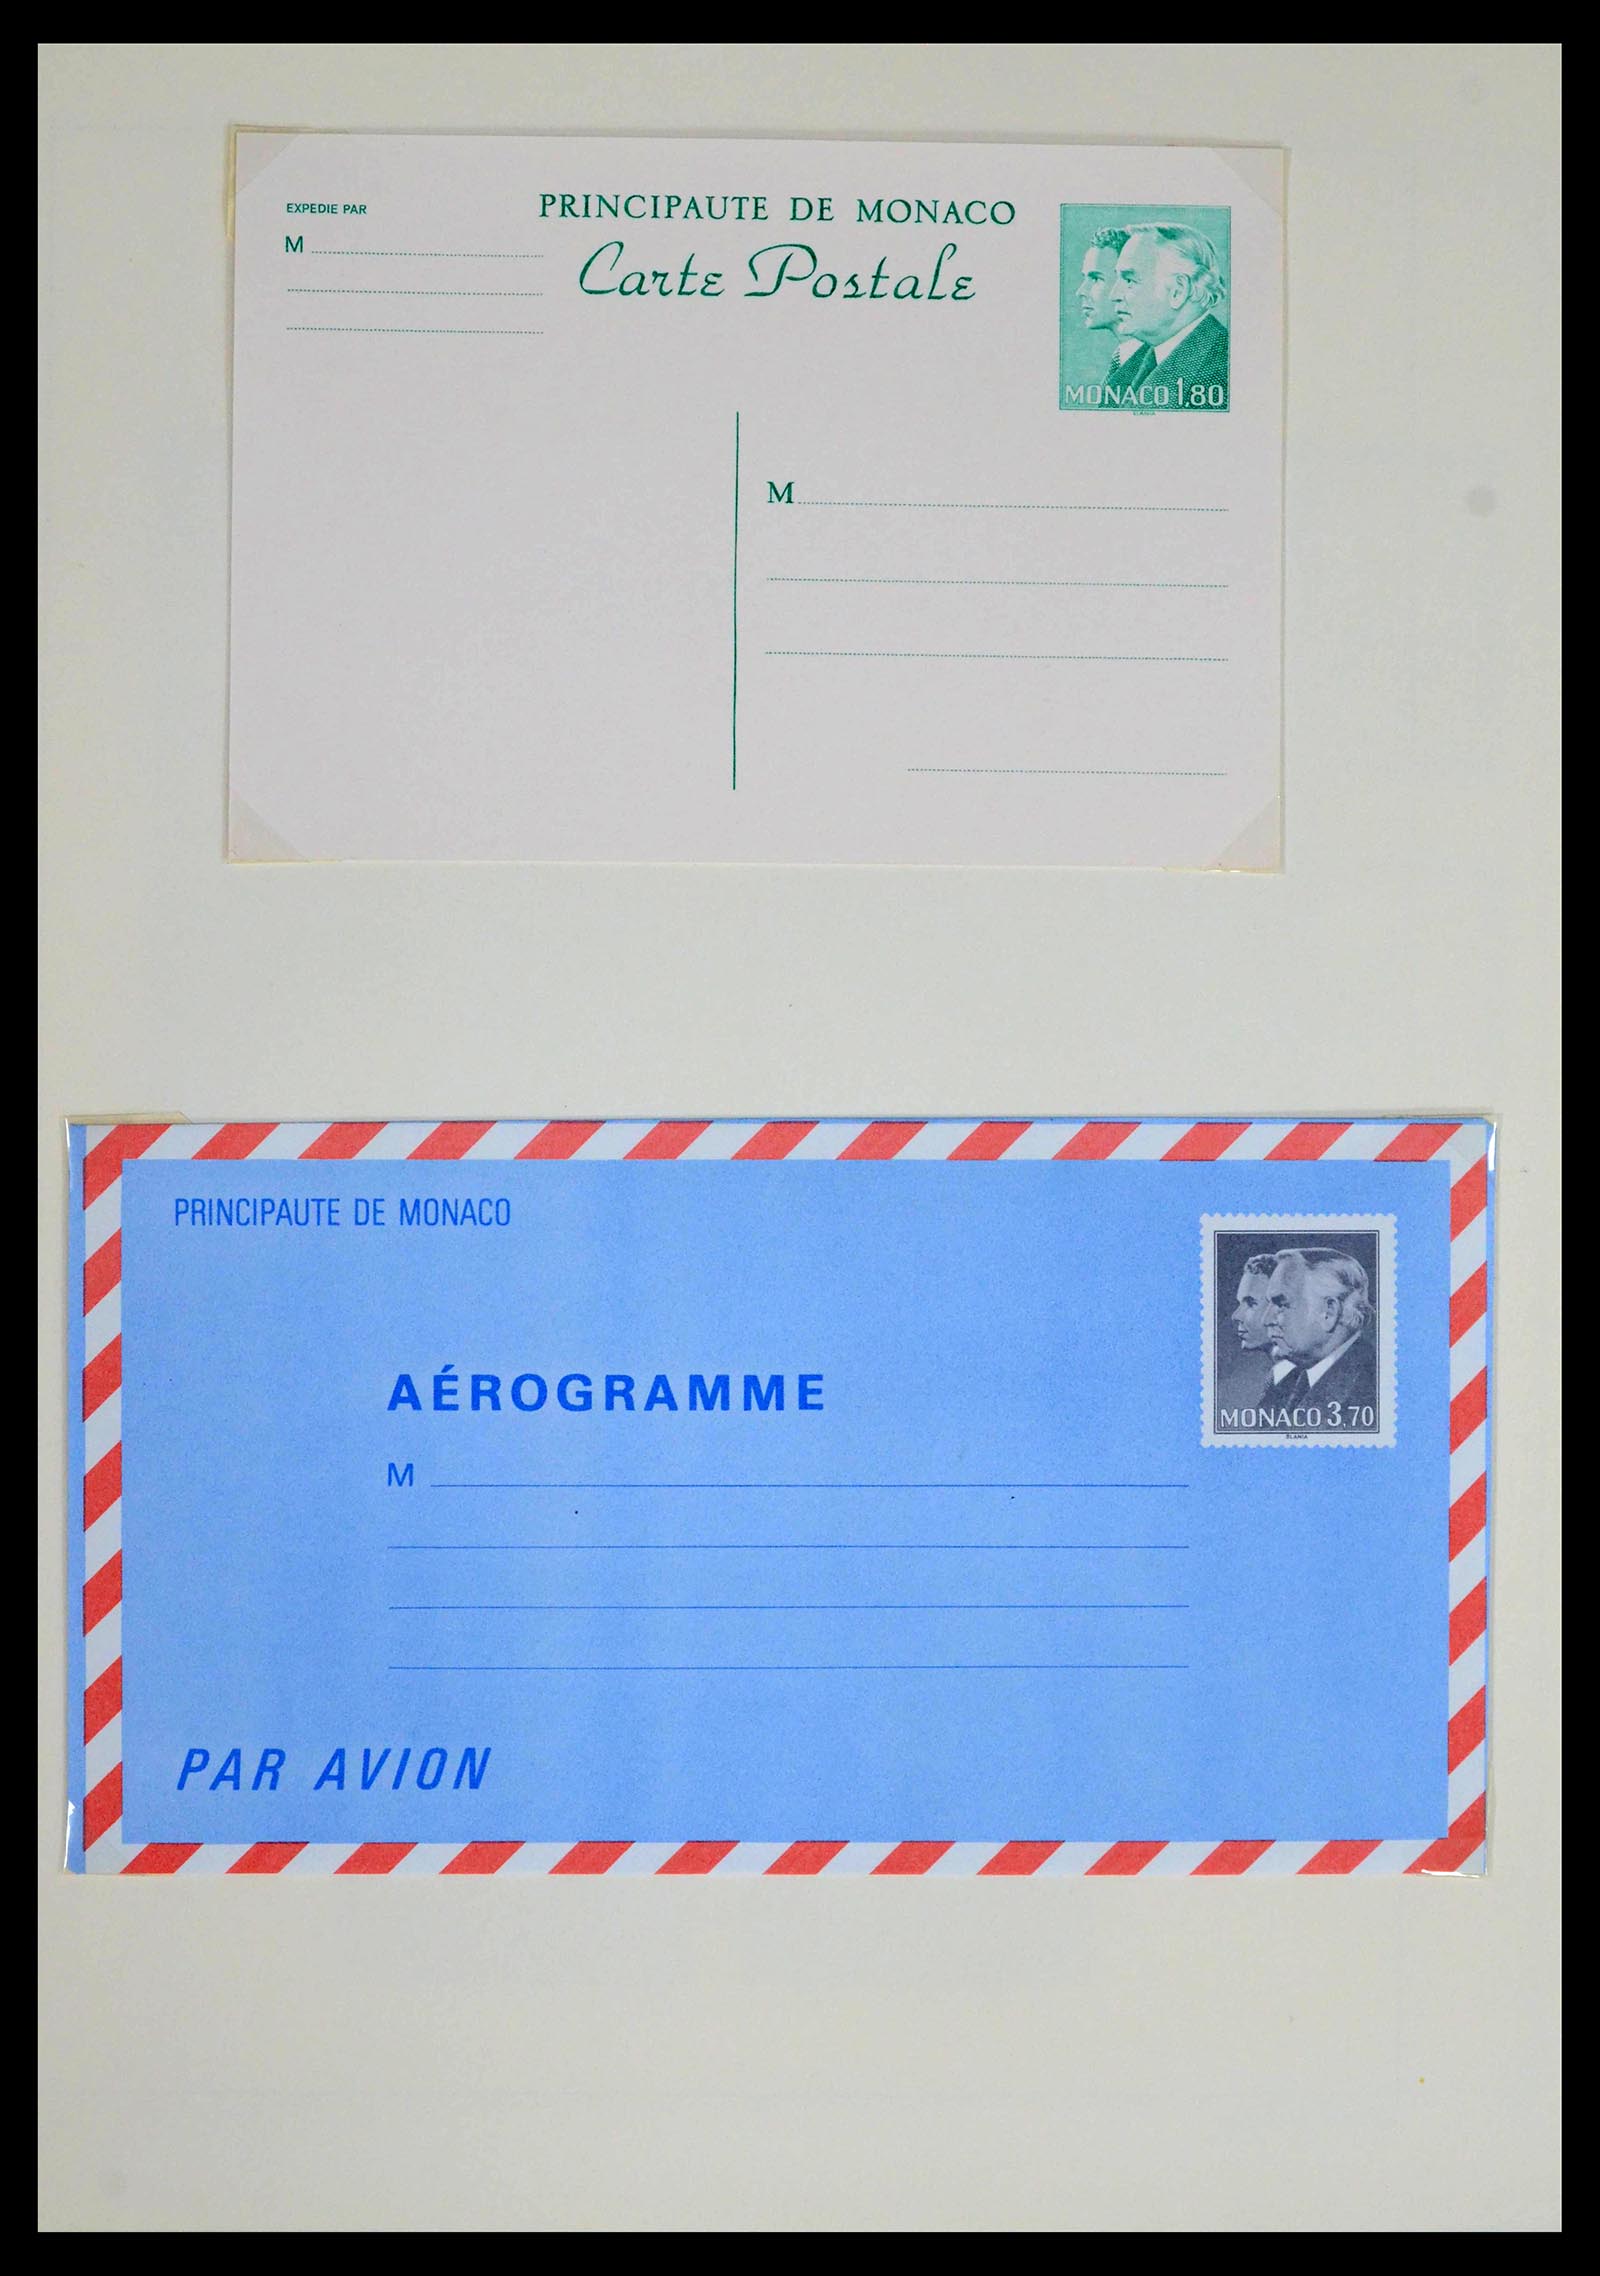 EXPEDIE PAR
M
PRINCIPAUTE DE MONACO
Carte Postale
MONACO 1,80
SLANIA
M
PRINCIPAUTE DE MONACO
MONACO 3,70
SLANIA
AÉROGRAMME
M
PAR AVION